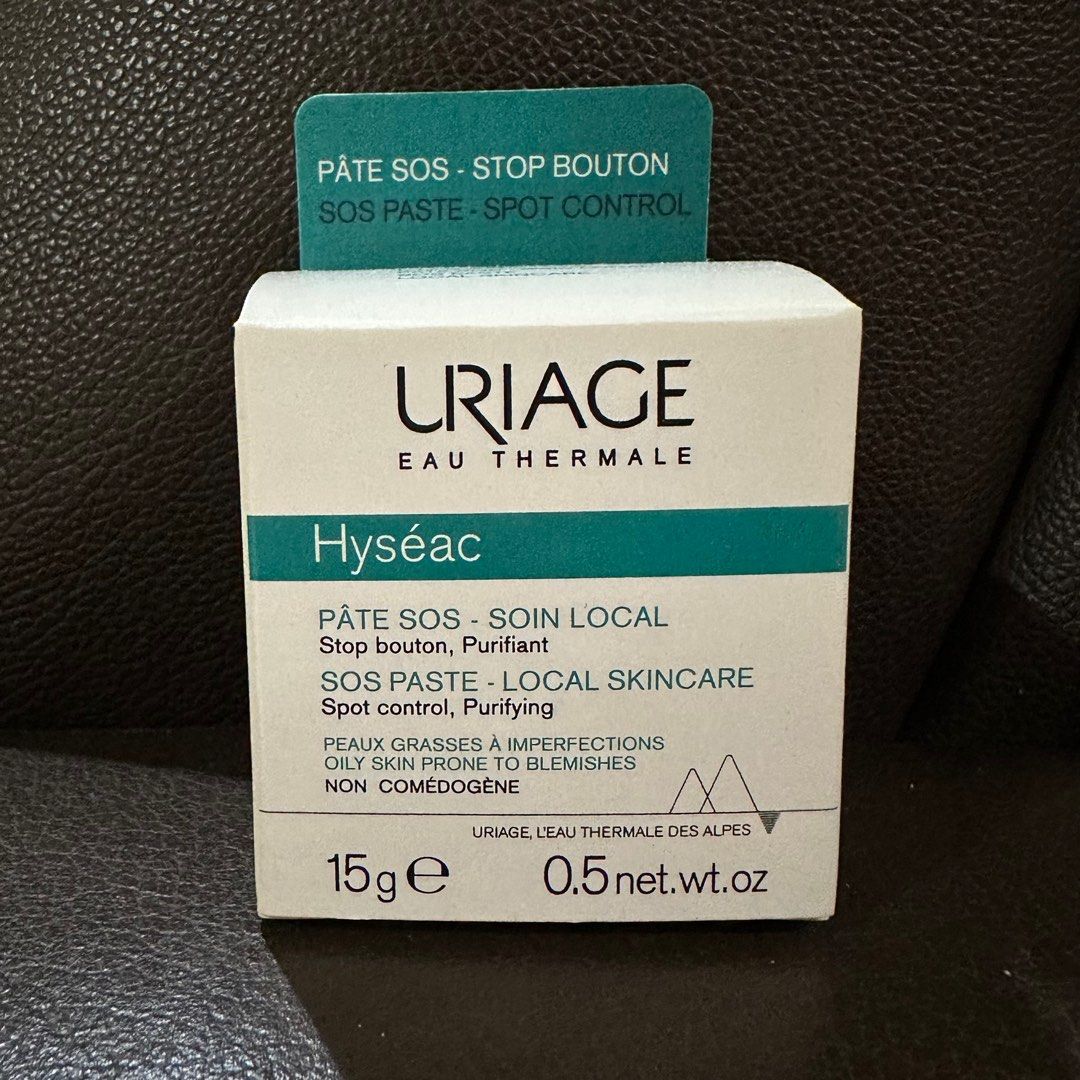 PÂTE SOS - STOP BOUTON
SOS PASTE - SPOT CONTROL
URIAGE
EAU THERMALE
Hyséac
PÂTE SOS - SOIN LOCAL
Stop bouton, Purifiant
SOS PASTE - LOCAL SKINCARE
Spot control, Purifying
PEAUX GRASSES À IMPERFECTIONS
OILY SKIN PRONE TO BLEMISHES
NON COMÉDOGÈNE
URIAGE, L'EAU THERMALE DES ALPES
15g ℮ 0.5 net.wt.oz